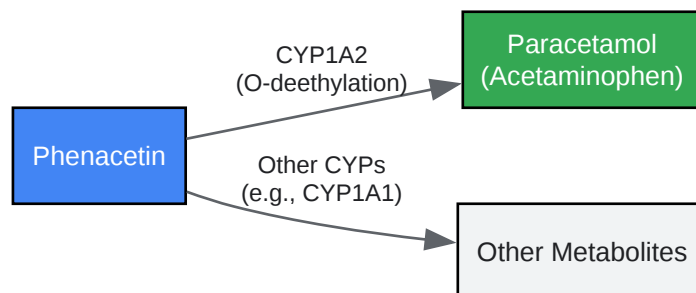 Phenacetin
CYP1A2
(O-deethylation)
Paracetamol
(Acetaminophen)
Other CYPs
(e.g., CYP1A1)
Other Metabolites